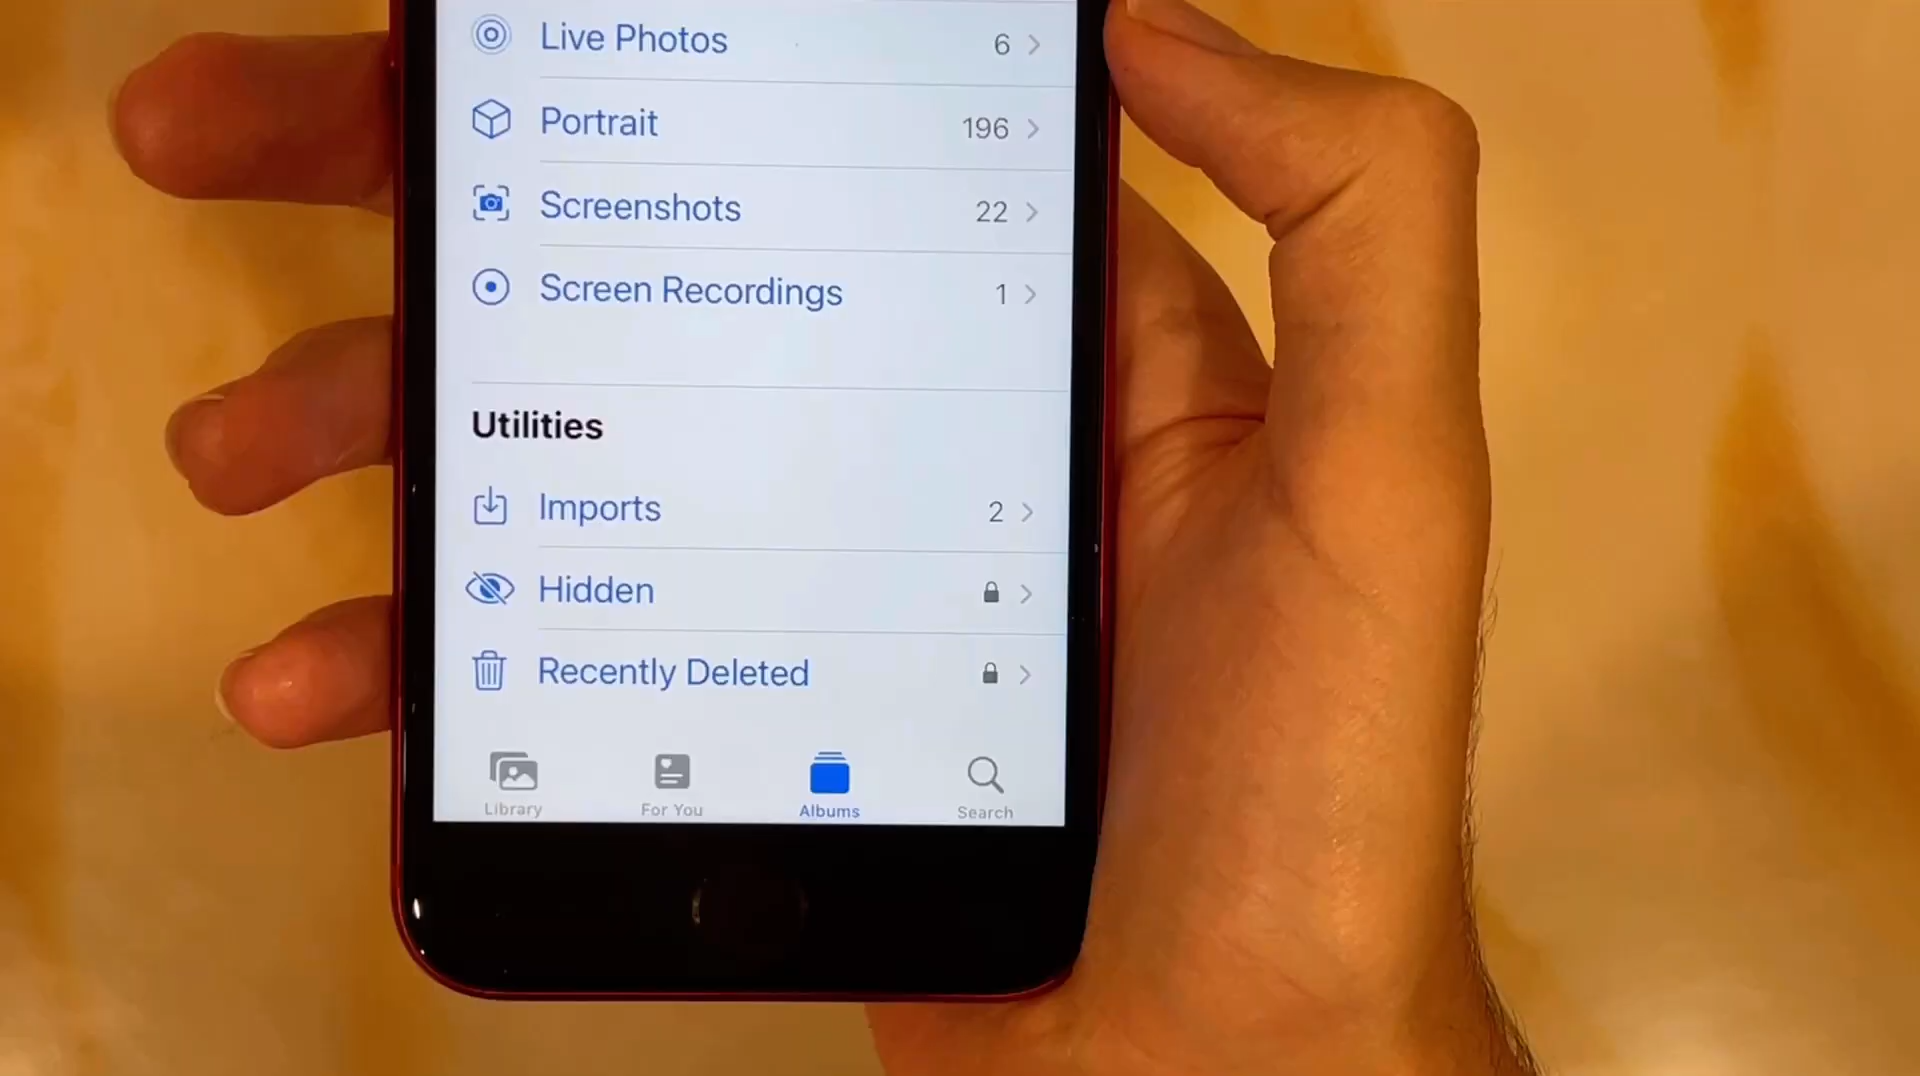 Live Photos 6
Portrait 196
Screenshots 22
Screen Recordings 1
Utilities
Imports 2
Hidden
Recently Deleted
Library For You Albums Search